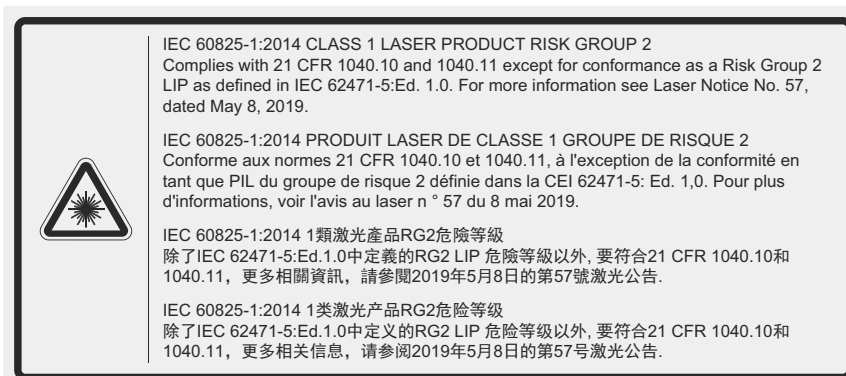 IEC 60825-1:2014 CLASS 1 LASER PRODUCT RISK GROUP 2
Complies with 21 CFR 1040.10 and 1040.11 except for conformance as a Risk Group 2
LIP as defined in IEC 62471-5:Ed. 1.0. For more information see Laser Notice No. 57,
dated May 8, 2019.
IEC 60825-1:2014 PRODUIT LASER DE CLASSE 1 GROUPE DE RISQUE 2
Conforme aux normes 21 CFR 1040.10 et 1040.11, à l'exception de la conformité en
tant que PIL du groupe de risque 2 définie dans la CEI 62471-5: Ed. 1,0. Pour plus
d'informations, voir l'avis au laser n ° 57 du 8 mai 2019.
IEC 60825-1:2014 1類激光產品RG2危險等級
除了IEC 62471-5:Ed.1.0中定義的RG2 LIP 危險等級以外, 要符合21 CFR 1040.10和
1040.11，更多相關資訊，請參閱2019年5月8日的第57號激光公告.
IEC 60825-1:2014 1类激光产品RG2危险等级
除了IEC 62471-5:Ed.1.0中定义的RG2 LIP 危险等级以外, 要符合21 CFR 1040.10和
1040.11，更多相关信息，请参阅2019年5月8日的第57号激光公告.